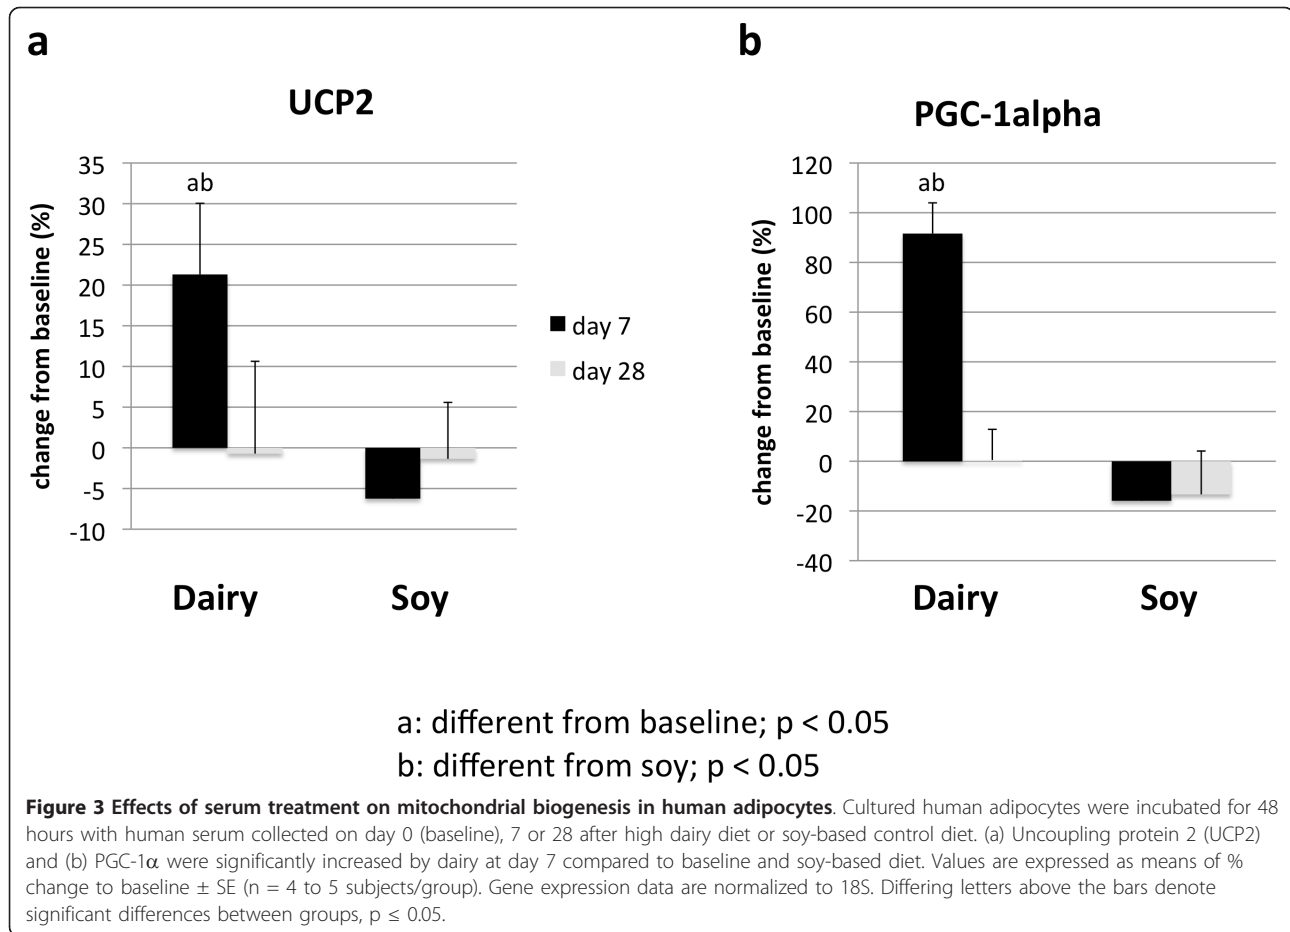 a
UCP2
change from baseline (%)
35
30
25
20
15
10
5
0
-5
-10
ab
Dairy
Soy
day 7
day 28
b
PGC-1alpha
change from baseline (%)
120
100
80
60
40
20
0
-20
-40
ab
Dairy
Soy
a: different from baseline; p < 0.05
b: different from soy; p < 0.05
Figure 3 Effects of serum treatment on mitochondrial biogenesis in human adipocytes. Cultured human adipocytes were incubated for 48
hours with human serum collected on day 0 (baseline), 7 or 28 after high dairy diet or soy-based control diet. (a) Uncoupling protein 2 (UCP2)
and (b) PGC-1α were significantly increased by dairy at day 7 compared to baseline and soy-based diet. Values are expressed as means of %
change to baseline ± SE (n = 4 to 5 subjects/group). Gene expression data are normalized to 18S. Differing letters above the bars denote
significant differences between groups, p ≤ 0.05.